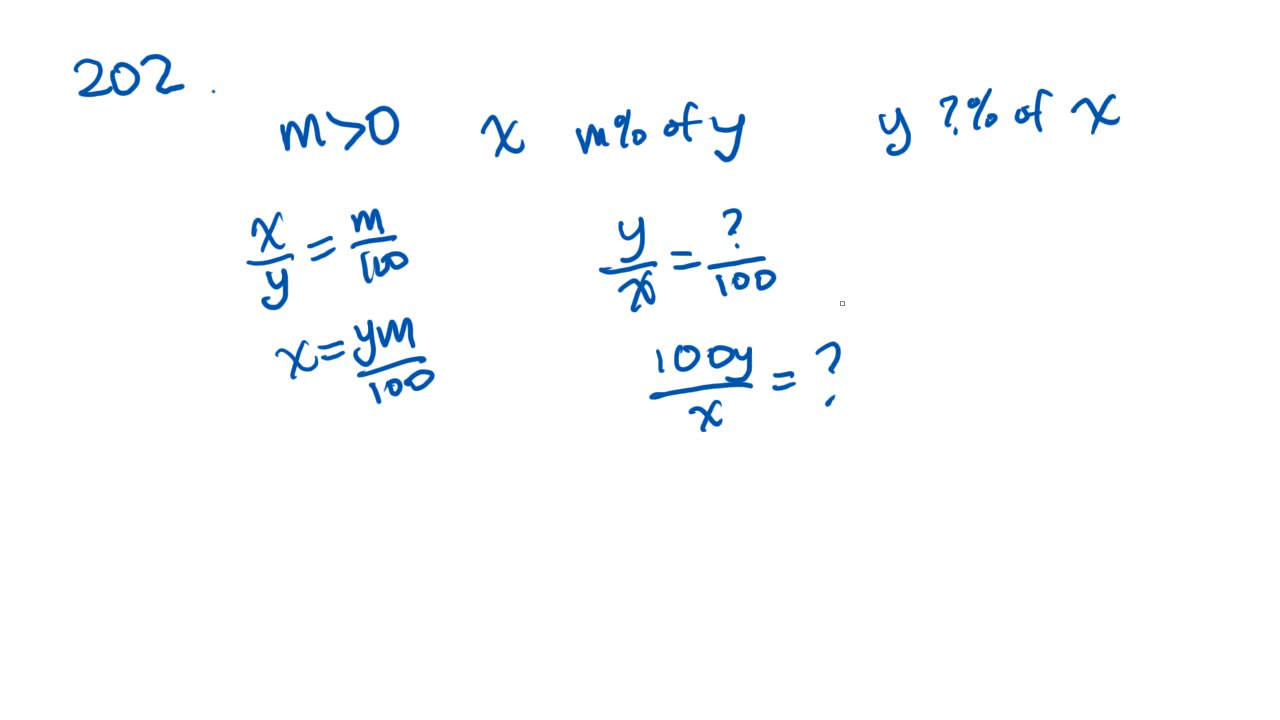 202.
m>0 x m% of y y ?% of x
x/y = m/100 y/x = ?/100
x = ym/100 100y/x = ?